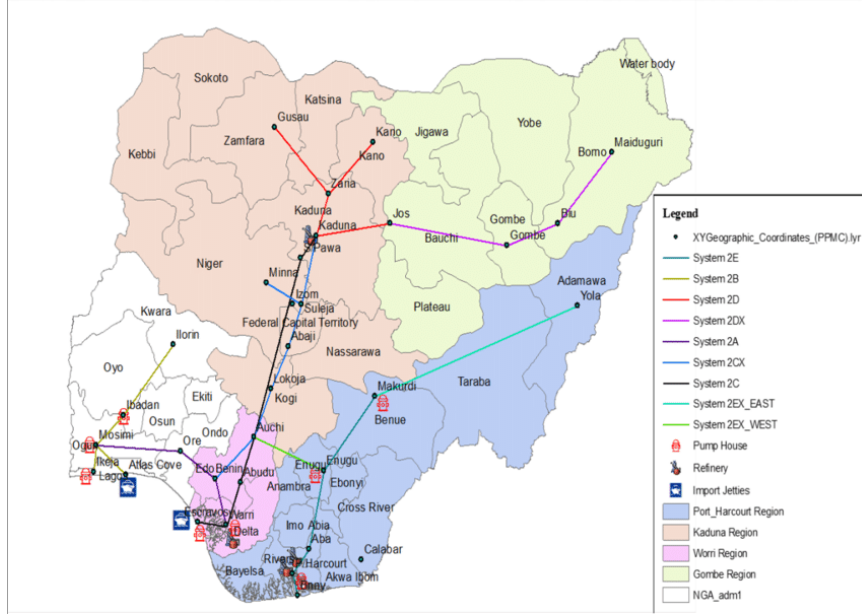 Water body
Sokoto
Katsina
Gusau
Kano
Jigawa
Yobe
Maiduguri
Zamfara
Kano
Borno
Kebbi
Zaria
Kaduna
Kaduna
Jos
Gombe
Biu
S Pawa
Bauchi
Gombe
Niger
Minna
Adamawa
Izom
Yola
Suleja
Plateau
Kwara
Federal Capital Territory
Ilorin
Abaji
Nassarawa
Oyo
Taraba
Lokoja
Makurdi
Ekiti
Kogi
Ibadan
Benue
Osun
Mosimi
Ondo
Auchi
Ogun
Ore
Ikeja
Atlas Cove
Edo
Benin
Enugu
Enugu
Lagos
Abudu
Anambra
Ebonyi
Escravos
Warri
Cross River
Delta
Imo
Abia
Aba
Calabar
Rivers
P Harcourt
Bayelsa
Akwa Ibom
Legend
XYGeographic_Coordinates_(PPMC).lyr
System 2E
System 2B
System 2D
System 2DX
System 2A
System 2CX
System 2C
System 2EX_EAST
System 2EX_WEST
Pump House
Refinery
Import Jetties
Port_Harcourt Region
Kaduna Region
Worri Region
Gombe Region
NGA_adm1